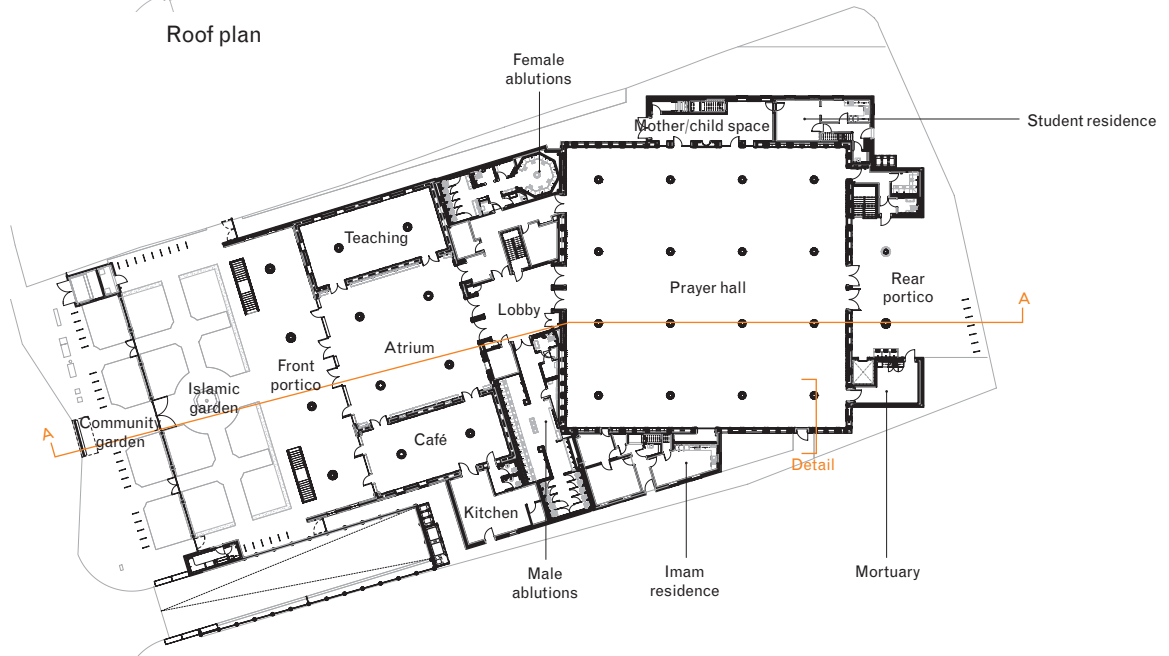 Roof plan
Female
ablutions
Mother/child space
Student residence
Teaching
Prayer hall
Rear
portico
A
Lobby
Atrium
Front
portico
Islamic
garden
Community
garden
A
Café
Detail
Kitchen
Male
ablutions
Imam
residence
Mortuary